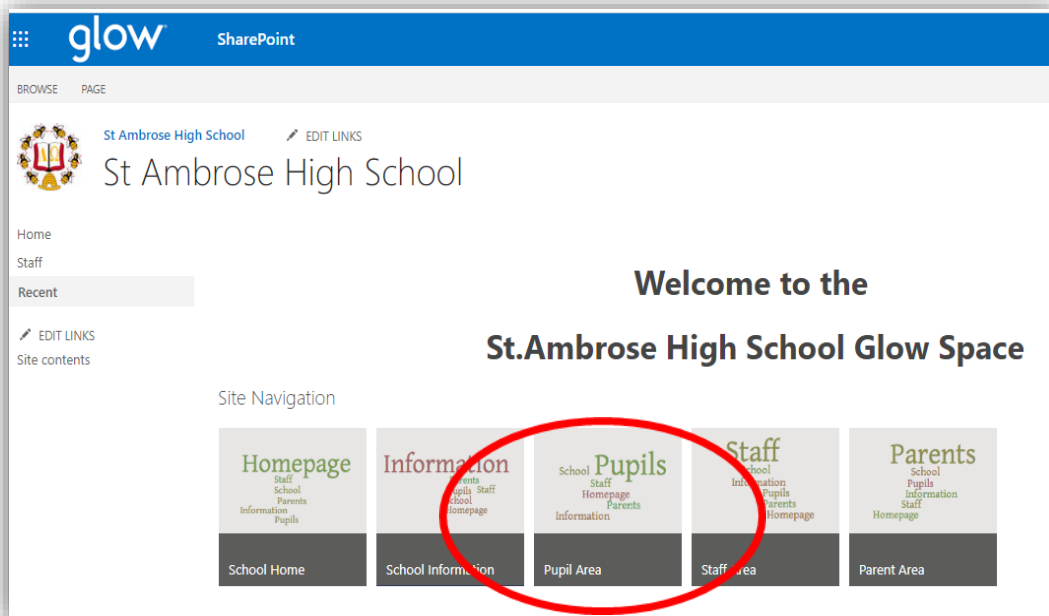 glow SharePoint
BROWSE PAGE
St Ambrose High School EDIT LINKS
St Ambrose High School
Home
Staff
Recent
EDIT LINKS
Site contents
Welcome to the
St.Ambrose High School Glow Space
Site Navigation
Homepage
Staff
School
Parents
Information
Pupils
School Home
Information
Parents
Pupils Staff
School
Homepage
School Information
School Pupils
Staff
Homepage
Parents
Information
Pupil Area
Staff
School
Information
Pupils
Parents
Homepage
Staff Area
Parents
School
Pupils
Information
Staff
Homepage
Parent Area